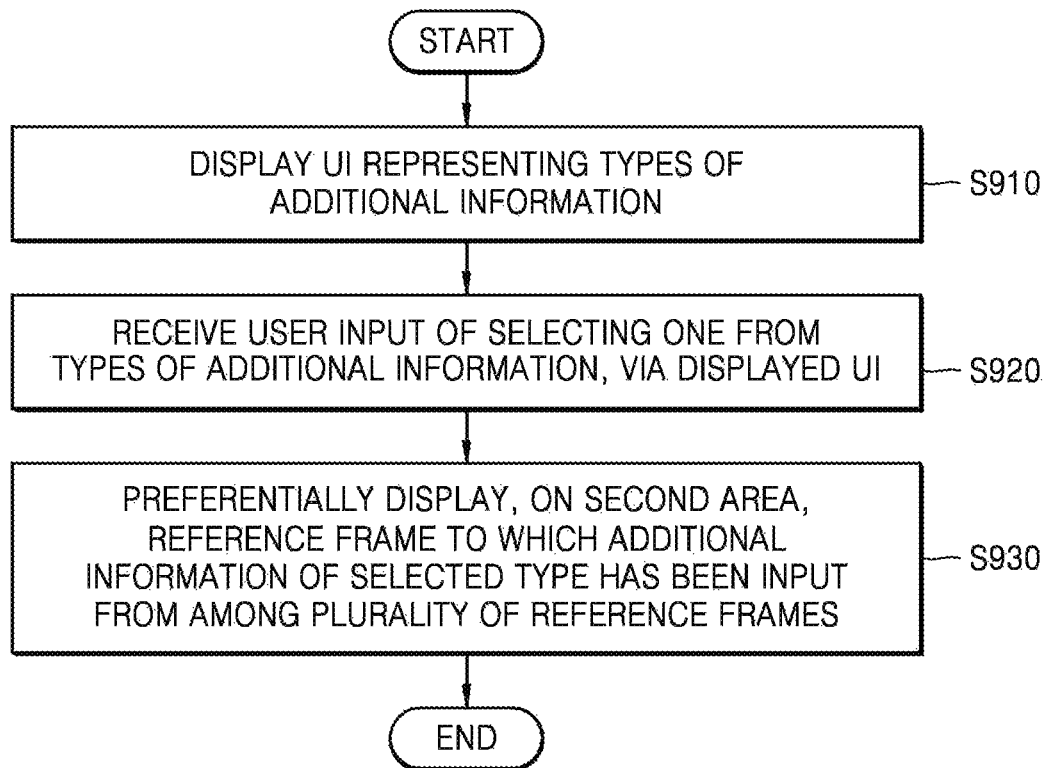 START
DISPLAY UI REPRESENTING TYPES OF
ADDITIONAL INFORMATION
S910
RECEIVE USER INPUT OF SELECTING ONE FROM
TYPES OF ADDITIONAL INFORMATION, VIA DISPLAYED UI
S920
PREFERENTIALLY DISPLAY, ON SECOND AREA,
REFERENCE FRAME TO WHICH ADDITIONAL
INFORMATION OF SELECTED TYPE HAS BEEN INPUT
FROM AMONG PLURALITY OF REFERENCE FRAMES
S930
END